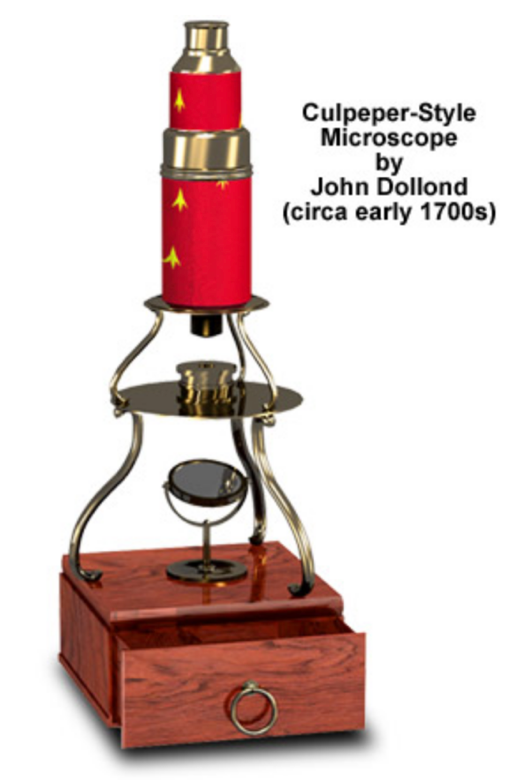 Culpeper-Style
Microscope
by
John Dollond
(circa early 1700s)